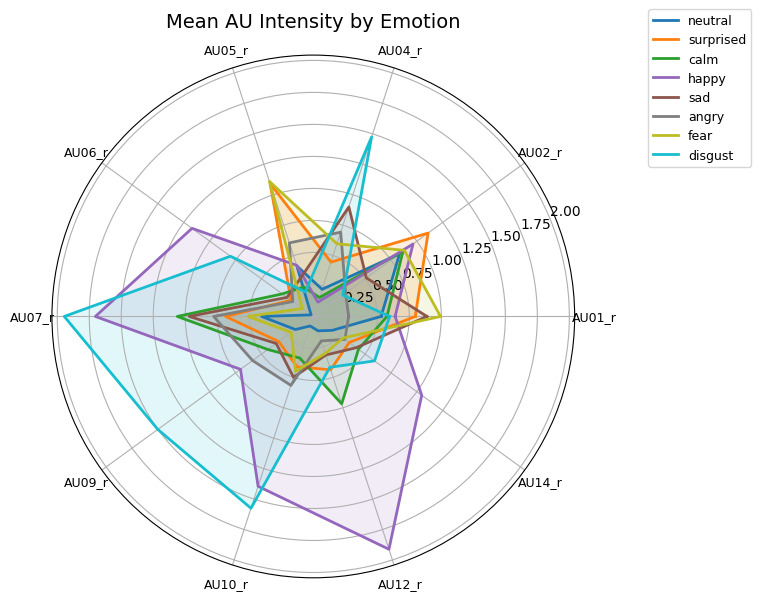 Mean AU Intensity by Emotion
neutral
surprised
calm
happy
sad
angry
fear
disgust
AU05_r
AU04_r
AU06_r
AU02_r
2.00
1.75
1.50
1.25
1.00
0.75
0.50
0.25
AU07_r
AU01_r
AU09_r
AU14_r
AU10_r
AU12_r